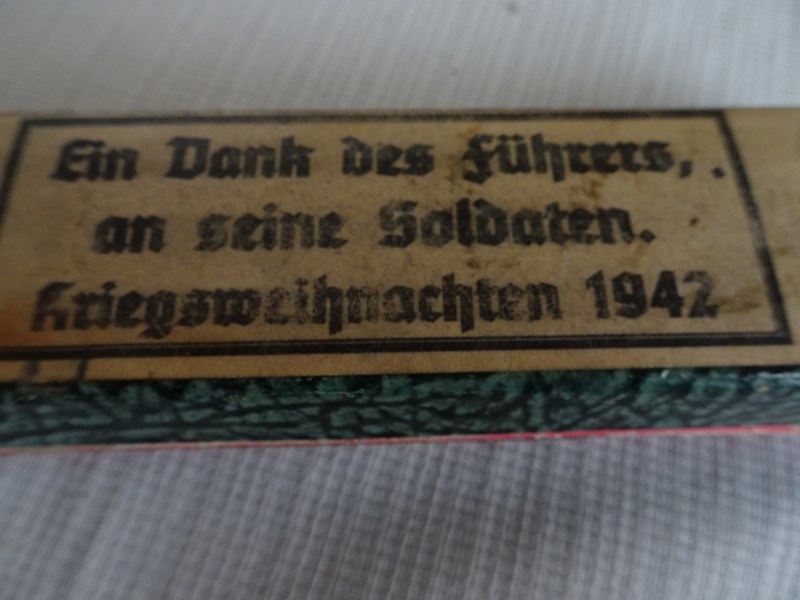 Ein Dank des Führers, .
an seine Soldaten.
Kriegsweihnachten 1942